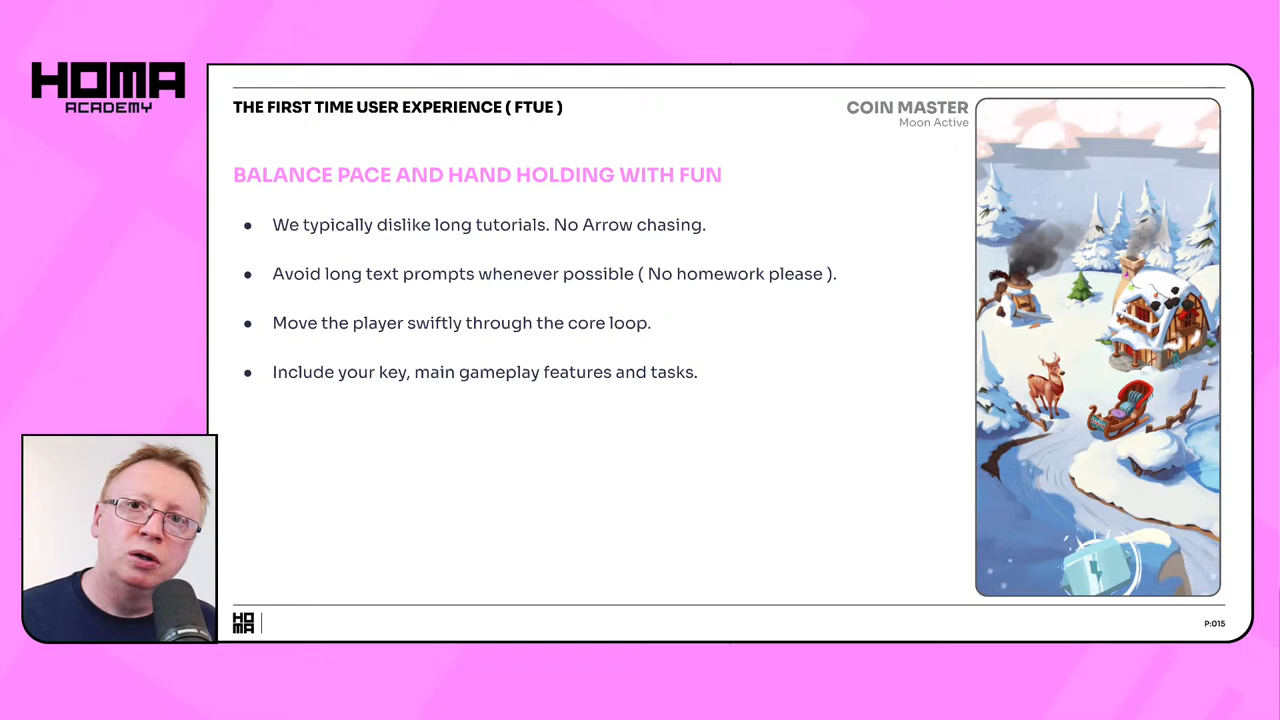 HOMA
ACADEMY
THE FIRST TIME USER EXPERIENCE ( FTUE )
COIN MASTER
Moon Active
BALANCE PACE AND HAND HOLDING WITH FUN
● We typically dislike long tutorials. No Arrow chasing.
● Avoid long text prompts whenever possible ( No homework please ).
● Move the player swiftly through the core loop.
● Include your key, main gameplay features and tasks.
HO
MA
P:015